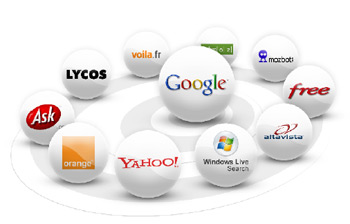 voila.fr
mozbot
LYCOS
Google
free
Ask
altavista
orange
YAHOO!
Windows Live
Search